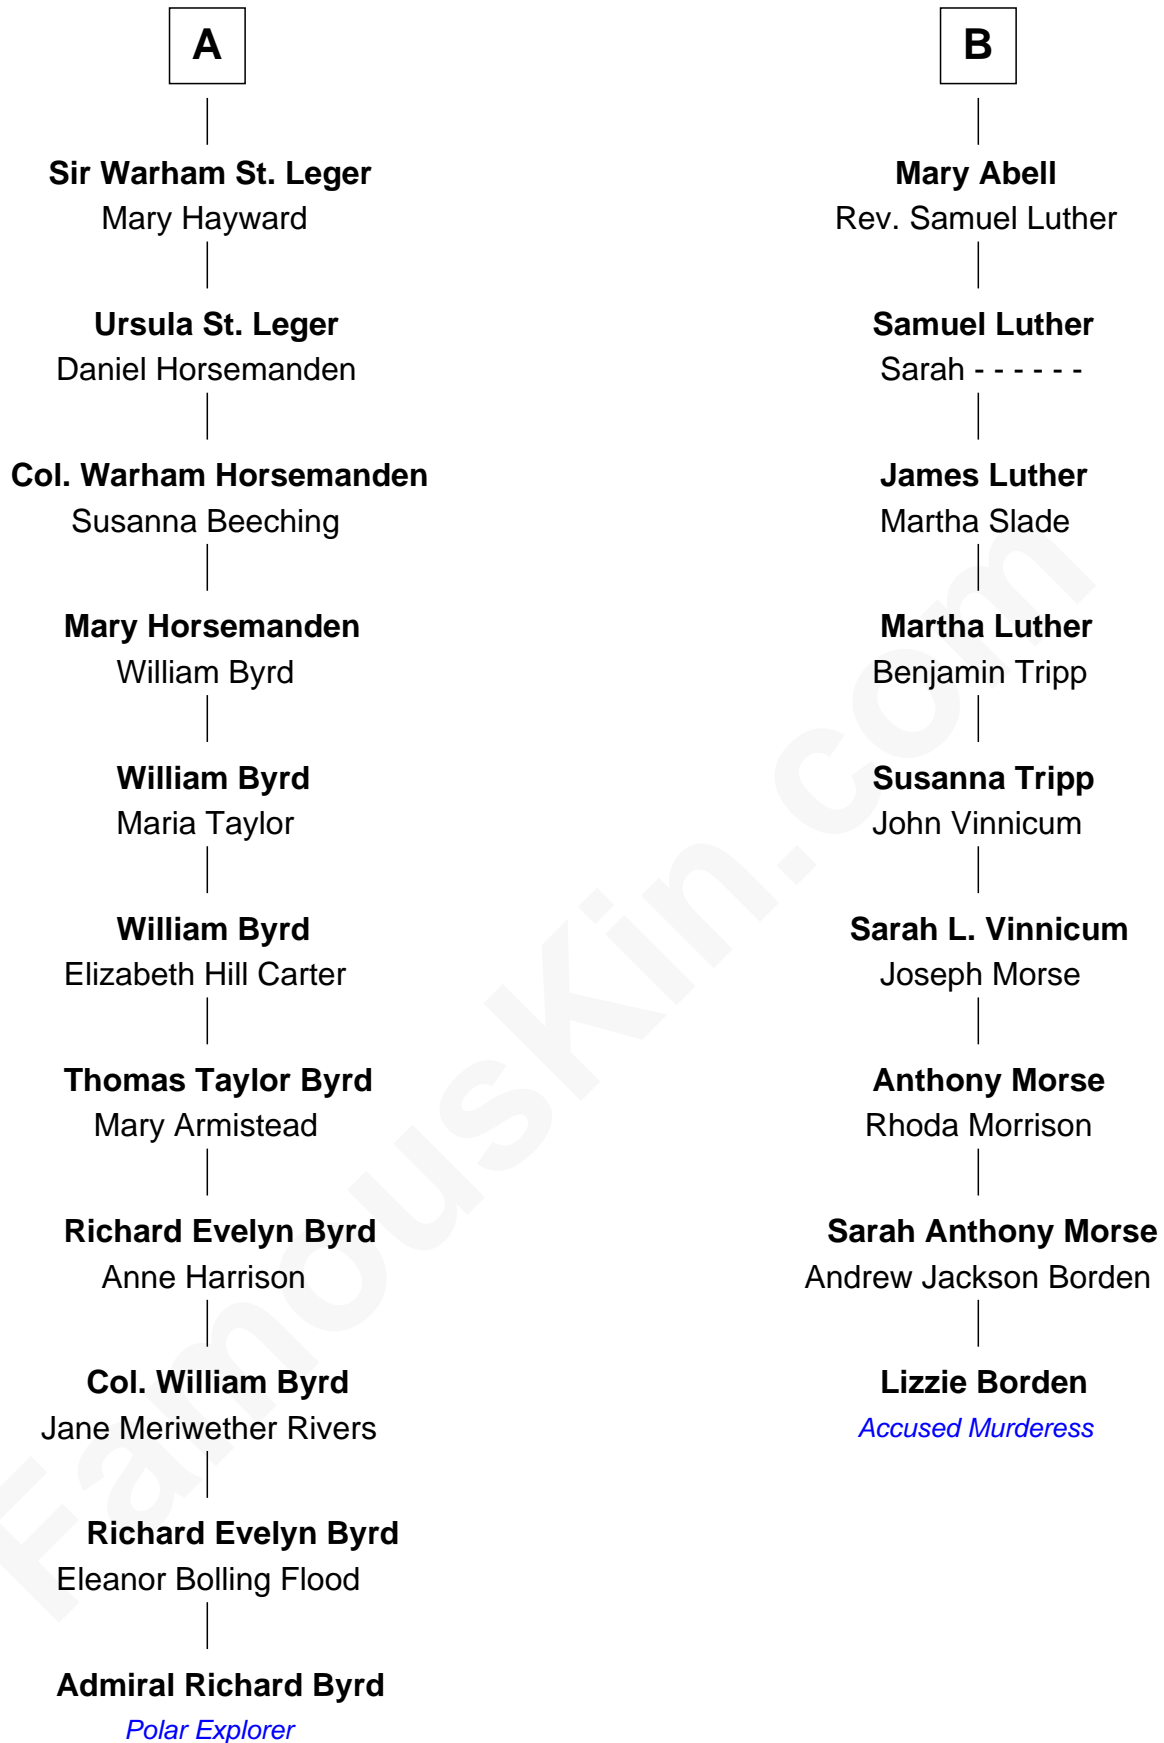 A
Sir Warham St. Leger
Mary Hayward
Ursula St. Leger
Daniel Horsemanden
Col. Warham Horsemanden
Susanna Beeching
Mary Horsemanden
William Byrd
William Byrd
Maria Taylor
William Byrd
Elizabeth Hill Carter
Thomas Taylor Byrd
Mary Armistead
Richard Evelyn Byrd
Anne Harrison
Col. William Byrd
Jane Meriwether Rivers
Richard Evelyn Byrd
Eleanor Bolling Flood
Admiral Richard Byrd
Polar Explorer
B
Mary Abell
Rev. Samuel Luther
Samuel Luther
Sarah - - - - - -
James Luther
Martha Slade
Martha Luther
Benjamin Tripp
Susanna Tripp
John Vinnicum
Sarah L. Vinnicum
Joseph Morse
Anthony Morse
Rhoda Morrison
Sarah Anthony Morse
Andrew Jackson Borden
Lizzie Borden
Accused Murderess
FamousKin.com